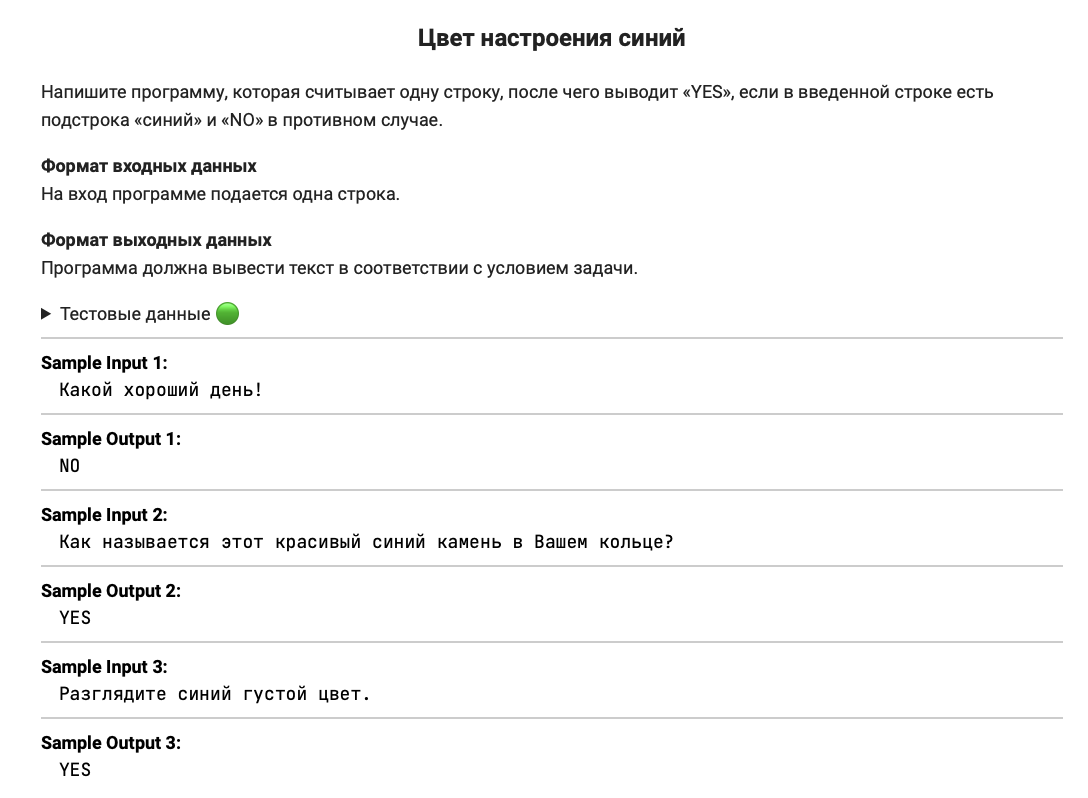 Цвет настроения синий
Напишите программу, которая считывает одну строку, после чего выводит «YES», если в введенной строке есть
подстрока «синий» и «NO» в противном случае.
Формат входных данных
На вход программе подается одна строка.
Формат выходных данных
Программа должна вывести текст в соответствии с условием задачи.
Тестовые данные
Sample Input 1:
Какой хороший день!
Sample Output 1:
NO
Sample Input 2:
Как называется этот красивый синий камень в Вашем кольце?
Sample Output 2:
YES
Sample Input 3:
Разглядите синий густой цвет.
Sample Output 3:
YES